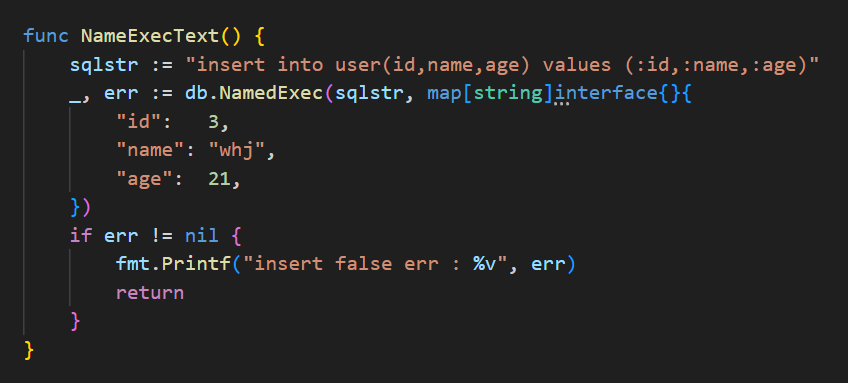 func NameExecText() {
    sqlstr := "insert into user(id,name,age) values (:id,:name,:age)"
    _, err := db.NamedExec(sqlstr, map[string]interface{}{
        "id":   3,
        "name": "whj",
        "age":  21,
    })
    if err != nil {
        fmt.Printf("insert false err : %v", err)
        return
    }
}